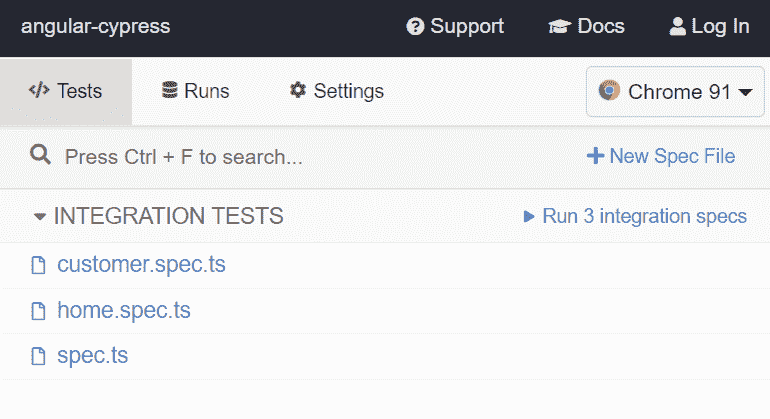 angular-cypress Support Docs Log In
Tests Runs Settings Chrome 91
Press Ctrl + F to search... New Spec File
INTEGRATION TESTS Run 3 integration specs
customer.spec.ts
home.spec.ts
spec.ts